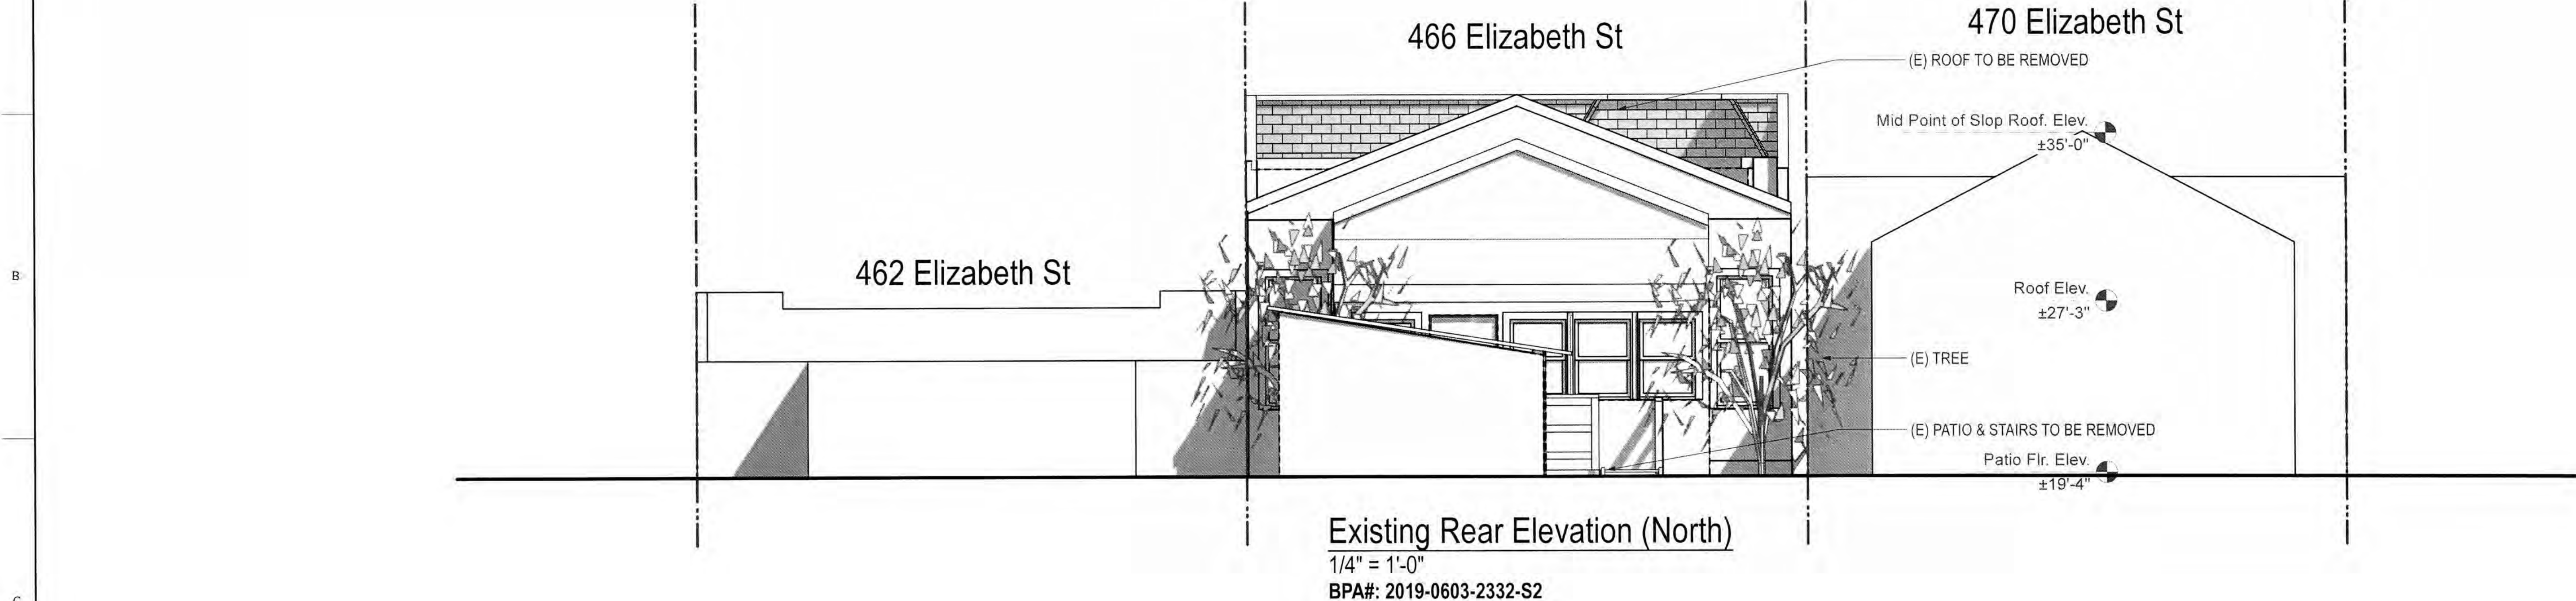 470 Elizabeth St
466 Elizabeth St
(E) ROOF TO BE REMOVED
Mid Point of Slop Roof. Elev.
±35'-0"
462 Elizabeth St
B
Roof Elev.
±27'-3"
(E) TREE
(E) PATIO & STAIRS TO BE REMOVED
Patio Flr. Elev.
±19'-4"
Existing Rear Elevation (North)
1/4" = 1'-0"
BPA#: 2019-0603-2332-S2